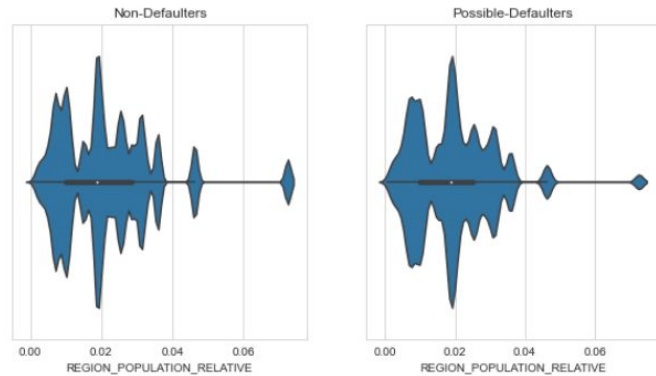 Non-Defaulters
Possible-Defaulters
0.00 0.02 0.04 0.06
0.00 0.02 0.04 0.06
REGION_POPULATION_RELATIVE
REGION_POPULATION_RELATIVE